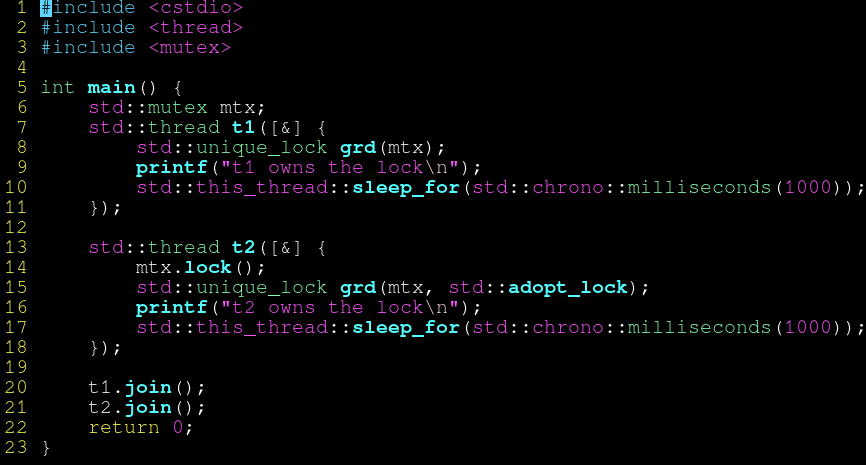 1 #include <cstdio>
2 #include <thread>
3 #include <mutex>
4
5 int main() {
6     std::mutex mtx;
7     std::thread t1([&] {
8         std::unique_lock grd(mtx);
9         printf("t1 owns the lock\n");
10         std::this_thread::sleep_for(std::chrono::milliseconds(1000));
11     });
12
13     std::thread t2([&] {
14         mtx.lock();
15         std::unique_lock grd(mtx, std::adopt_lock);
16         printf("t2 owns the lock\n");
17         std::this_thread::sleep_for(std::chrono::milliseconds(1000));
18     });
19
20     t1.join();
21     t2.join();
22     return 0;
23 }